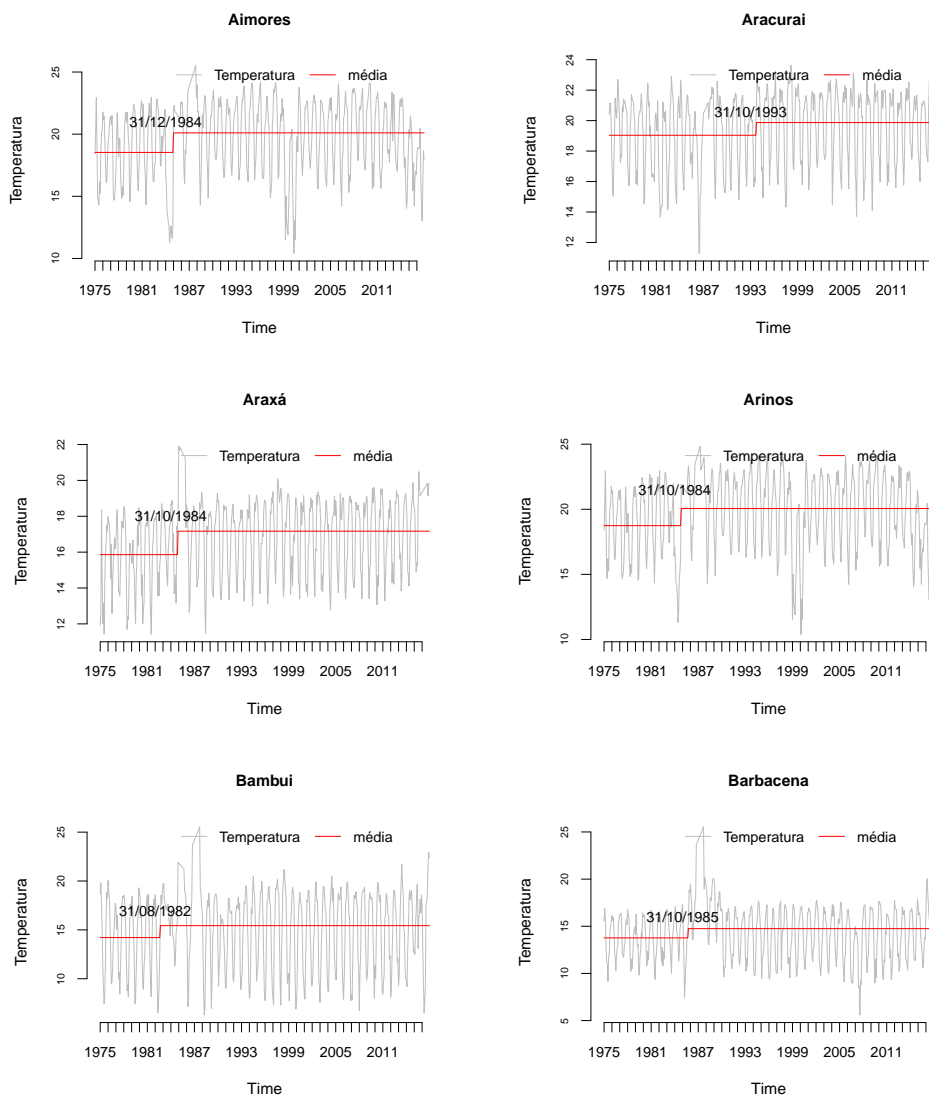 Aimores
Temperatura média
31/12/1984
Temperatura
10 15 20 25
1975 1981 1987 1993 1999 2005 2011
Time
Aracurai
Temperatura média
31/10/1993
Temperatura
12 14 16 18 20 22 24
1975 1981 1987 1993 1999 2005 2011
Time
Araxá
Temperatura média
31/10/1984
Temperatura
12 14 16 18 20 22
1975 1981 1987 1993 1999 2005 2011
Time
Arinos
Temperatura média
31/10/1984
Temperatura
10 15 20 25
1975 1981 1987 1993 1999 2005 2011
Time
Bambui
Temperatura média
31/08/1982
Temperatura
10 15 20 25
1975 1981 1987 1993 1999 2005 2011
Time
Barbacena
Temperatura média
31/10/1985
Temperatura
5 10 15 20 25
1975 1981 1987 1993 1999 2005 2011
Time